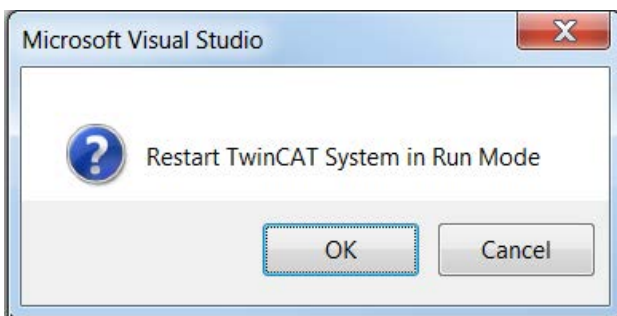 Microsoft Visual Studio
Restart TwinCAT System in Run Mode
OK
Cancel